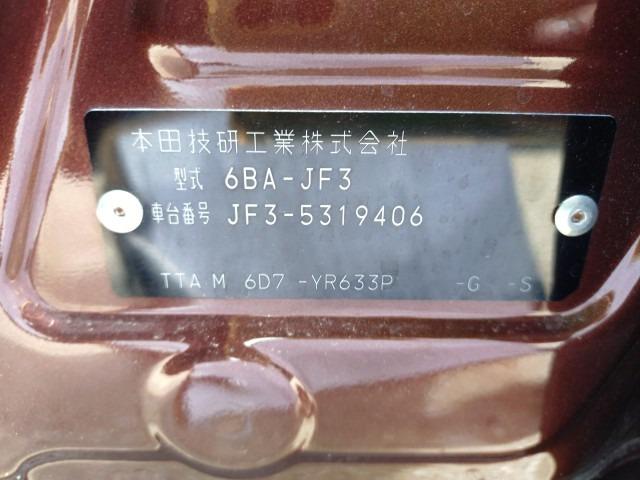 本田技研工業株式会社
型式 6BA-JF3
車台番号 JF3-5319406
TTA M 6D7 -YR633P -G -S